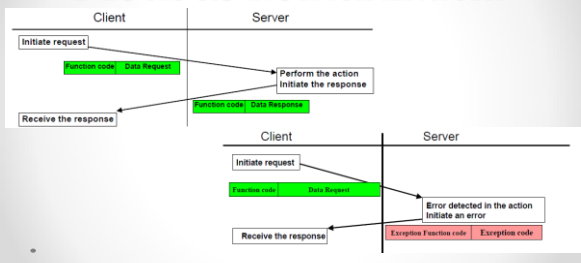 Client
Server
Initiate request
Function code
Data Request
Perform the action
Initiate the response
Function code
Data Response
Receive the response
Client
Server
Initiate request
Function code
Data Request
Error detected in the action
Initiate an error
Exception Function code
Exception code
Receive the response